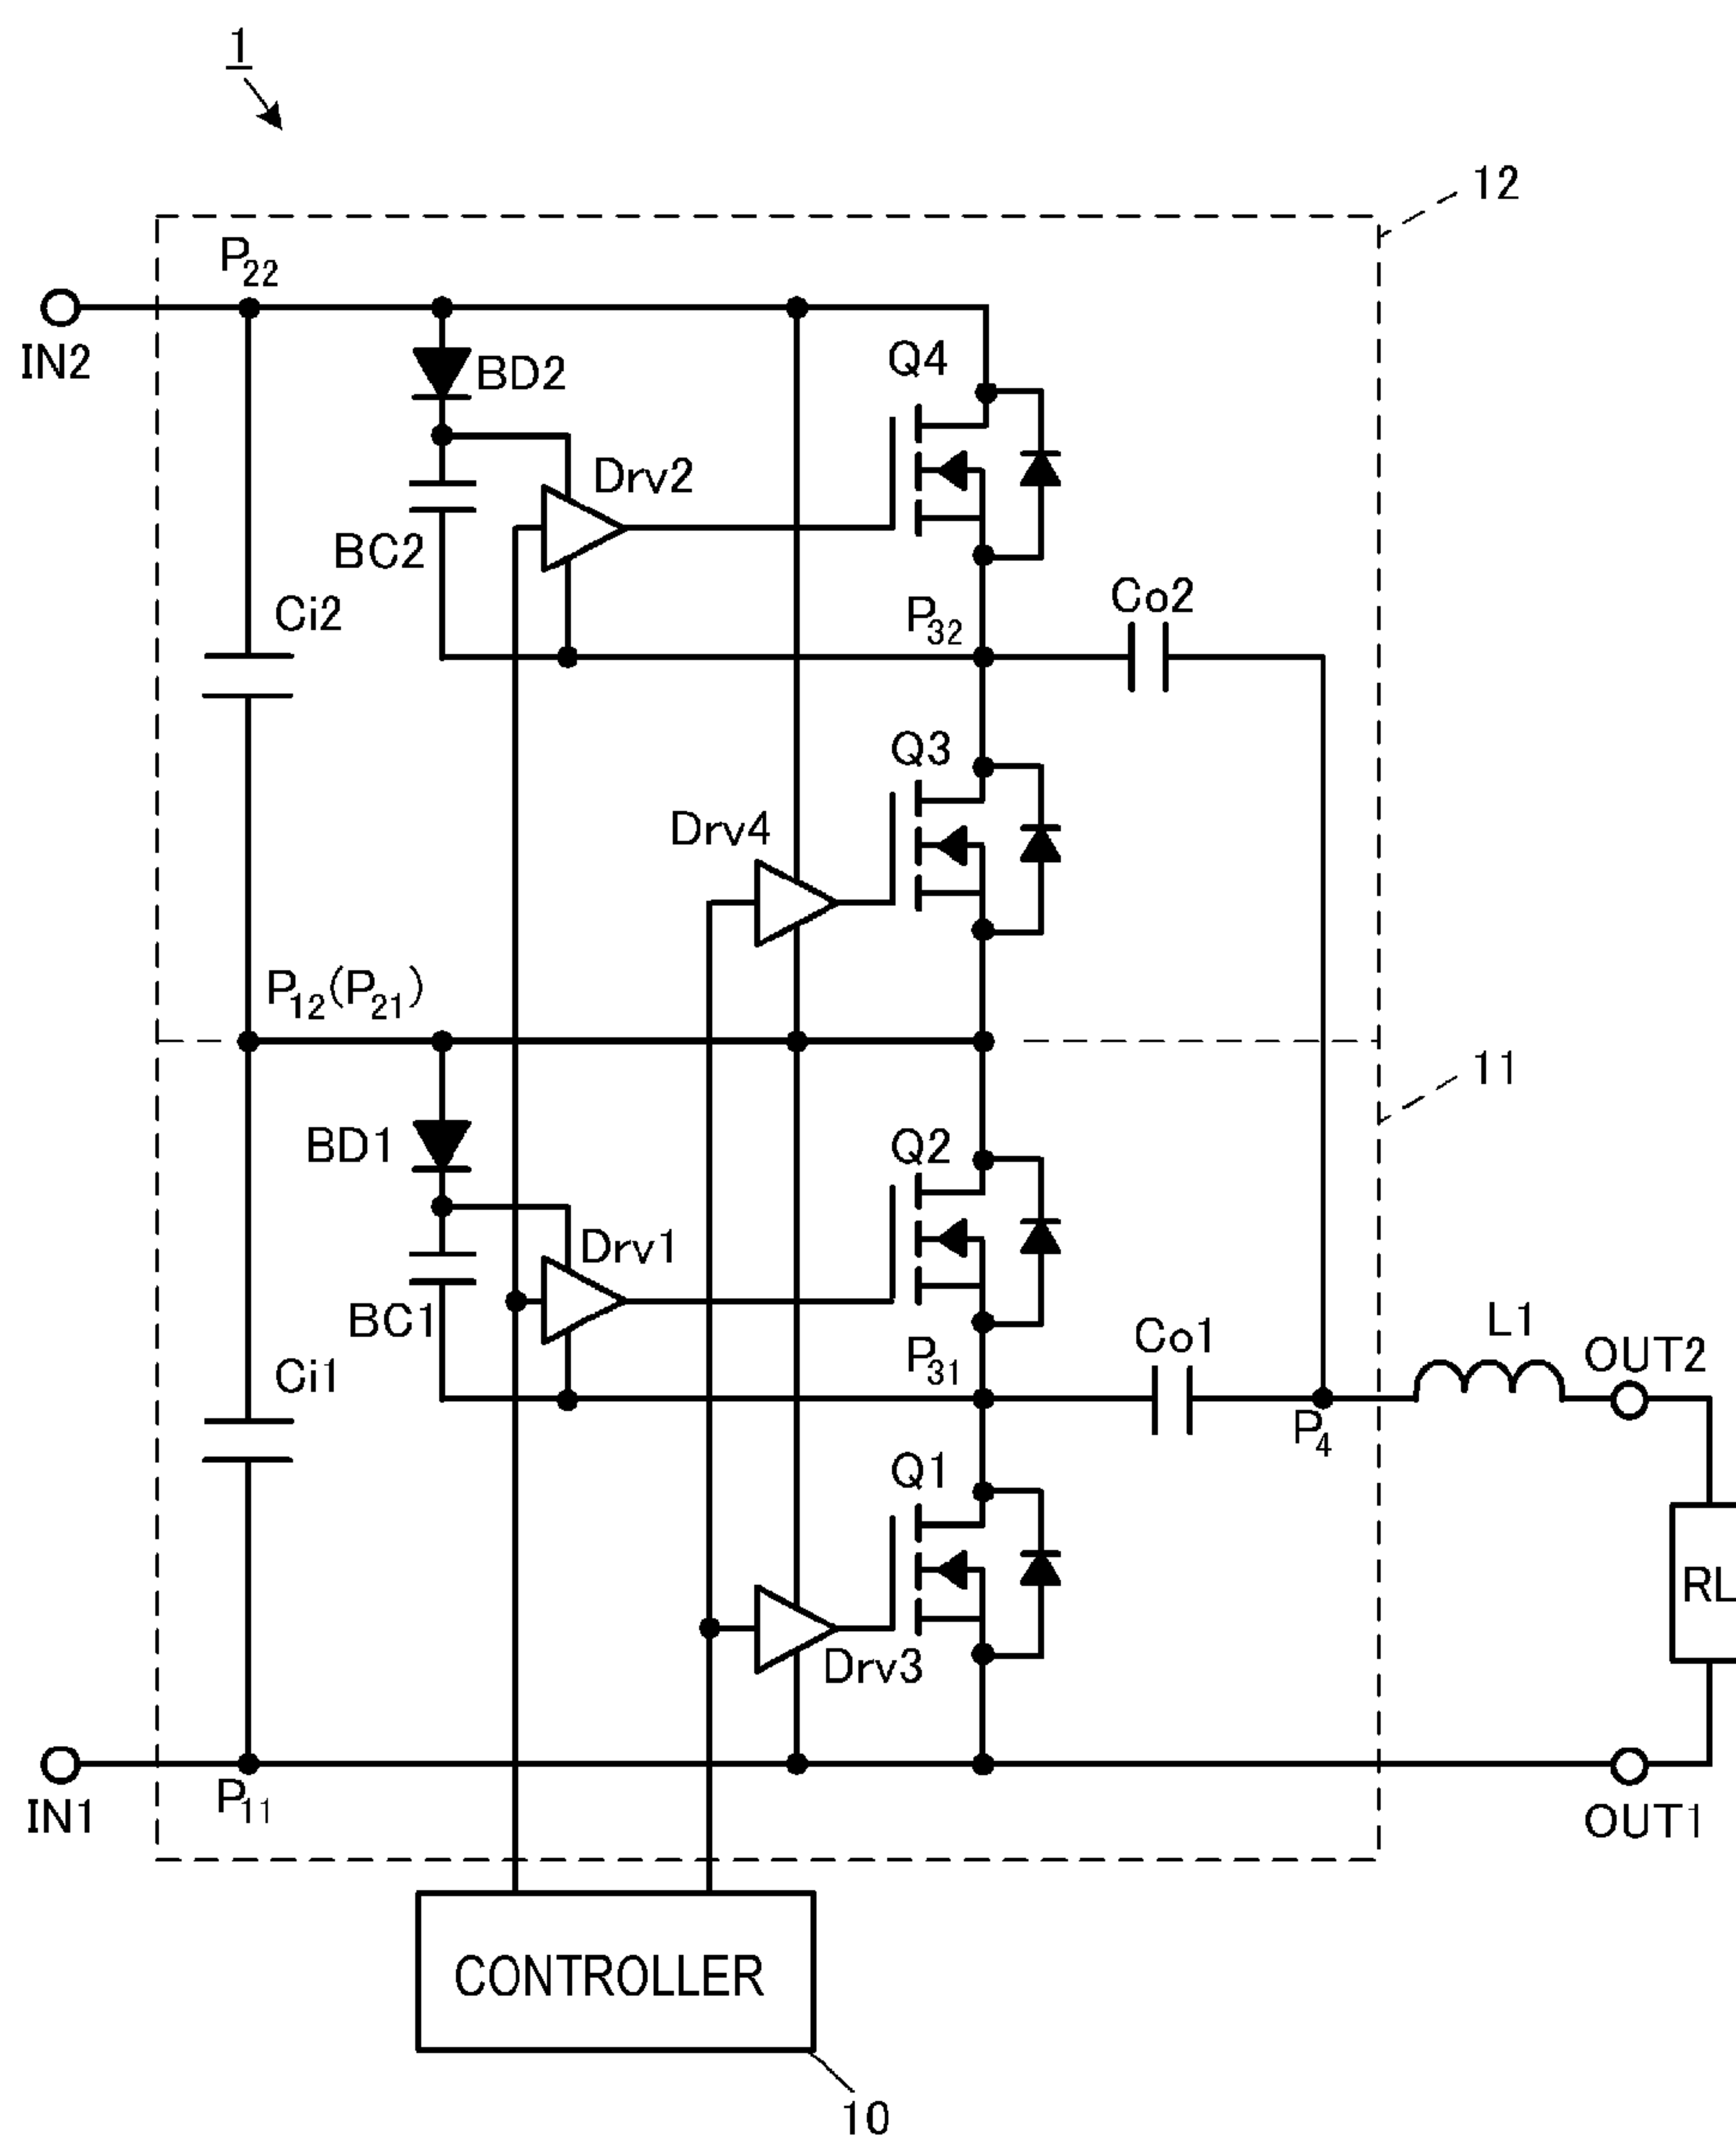 1
12
P22
IN2
BD2
Q4
Drv2
BC2
Ci2
Co2
P32
Q3
Drv4
P12(P21)
11
BD1
Q2
Drv1
BC1
Co1
L1
OUT2
P31
Ci1
P4
Q1
RL
Drv3
P11
IN1
OUT1
CONTROLLER
10